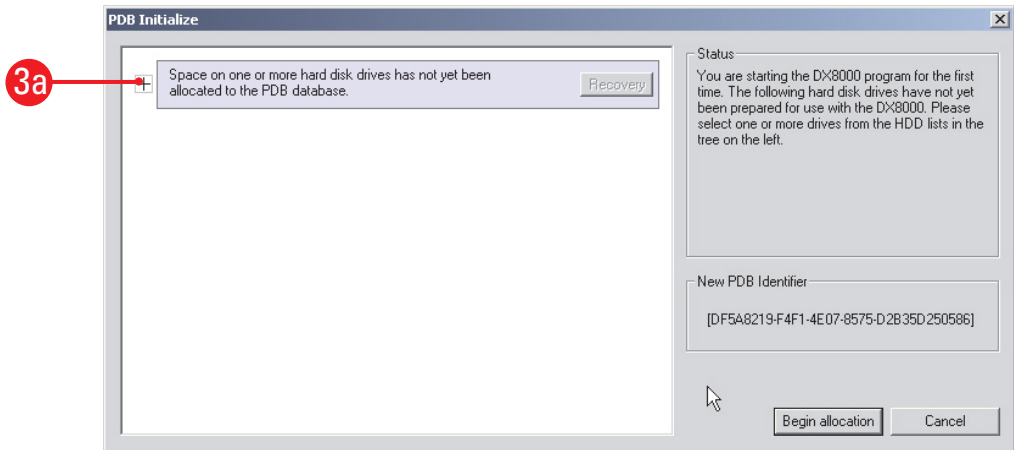 PDB Initialize
3a
Space on one or more hard disk drives has not yet been
allocated to the PDB database.
Recovery
Status
You are starting the DX8000 program for the first
time. The following hard disk drives have not yet
been prepared for use with the DX8000. Please
select one or more drives from the HDD lists in the
tree on the left.
New PDB Identifier
[DF5A8219-F4F1-4E07-8575-D2B35D250586]
Begin allocation
Cancel